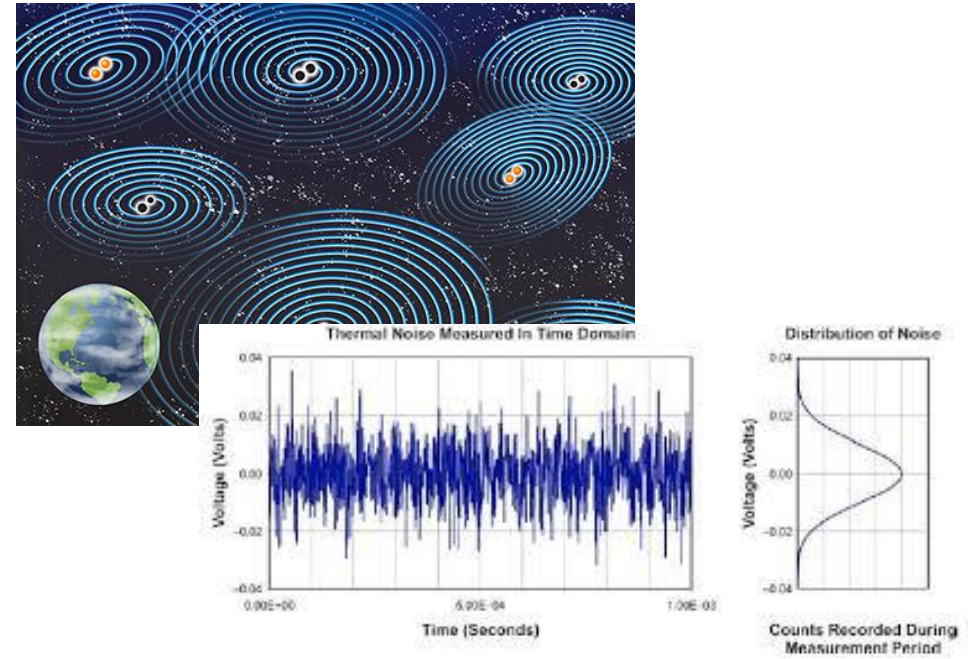 Thermal Noise Measured In Time Domain
0.04
0.02
0.00
-0.02
-0.04
Voltage (Volts)
0.00E+00
5.00E-04
1.00E-03
Time (Seconds)
Distribution of Noise
0.04
0.02
0.00
-0.02
-0.04
Voltage (Volts)
Counts Recorded During
Measurement Period